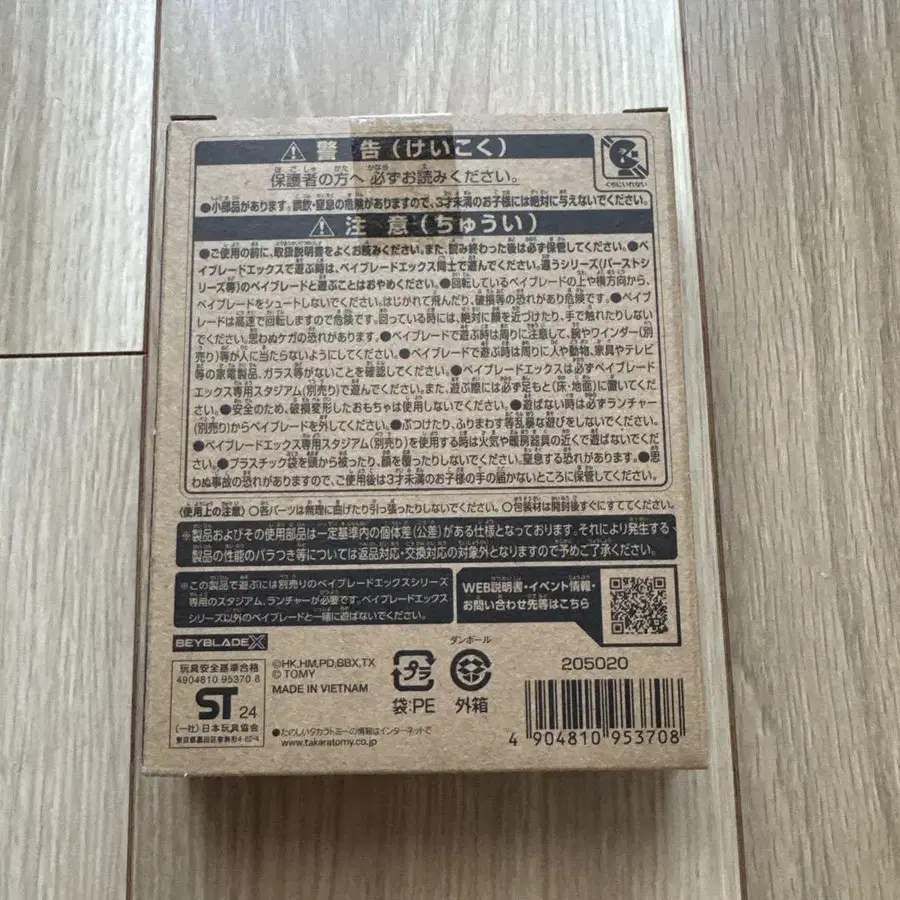 警告(けいこく)
保護者の方へ 必ずお読みください。
くちにいれない
●小部品があります。誤飲・窒息の危険がありますので、3才未満のお子様には絶対に与えないでください。
注意(ちゅうい)
●ご使用の前に、取扱説明書をよくお読みください。また、読み終わった後は必ず保管してください。●ベ
イブレードエックスで遊ぶ時は、ベイブレードエックス同士で遊んでください。違うシリーズ(バーストシ
リーズ等)のベイブレードと遊ぶことはおやめください。●回転しているベイブレードの上や横方向から、
ベイブレードをシュートしないでください。はじかれて飛んだり、破損等の恐れがあり危険です。●ベイブ
レードは高速で回転しますので危険です。回っている時には、絶対に顔を近づけたり、手で触れたりしない
でください。思わぬケガの恐れがあります。●ベイブレードで遊ぶ時は周りに注意して、腕やワインダー(別
売り)等が人に当たらないようにしてください。●ベイブレードで遊ぶ時は周りに人や動物、家具やテレビ
等の家電製品、ガラス等がないことを確認してください。●ベイブレードエックスは必ずベイブレード
エックス専用スタジアム(別売り)で遊んでください。また、遊ぶ際には必ず足もと(床・地面)に置いてくだ
さい。●安全のため、破損変形したおもちゃは使用しないでください。●遊ばない時は必ずランチャー
(別売り)からベイブレードを外してください。●ぶつけたり、ふりまわす等乱暴な遊びをしないでください。
●ベイブレードエックス専用スタジアム(別売り)を使用する時は火気や暖房器具の近くで遊ばないでくだ
さい。●プラスチック袋を頭から被ったり、顔を覆ったりしないでください。窒息する恐れがあります。●思
わぬ事故の恐れがありますので、ご使用後は3才未満のお子様の手の届かないところに保管してください。
〈使用上の注意〉○各パーツは無理に曲げたり引っ張ったりしないでください。○包装材は開封後すぐにすててください。
※製品およびその使用部品は一定基準内の個体差(公差)がある仕様となっております。それにより発生する
製品の性能のバラつき等については返品対応・交換対応の対象外となりますので予めご了承ください。
※この製品で遊ぶには別売りのベイブレードエックスシリーズ
専用のスタジアム、ランチャーが必要です。ベイブレードエックス
シリーズ以外のベイブレードと一緒に遊ばないでください。
WEB説明書・イベント情報・
お問い合わせ先等はこちら
BEYBLADE X
玩具安全基準合格
4904810 95370 8
ST 24
(一社)日本玩具協会
東京都墨田区東駒形4-22-4
©HK,HM,PD,BBX,TX
© TOMY
MADE IN VIETNAM
●たのしいタカラトミーの情報はインターネットで
www.takaratomy.co.jp
プラ
袋:PE
ダンボール
外箱
205020
4 904810 953708